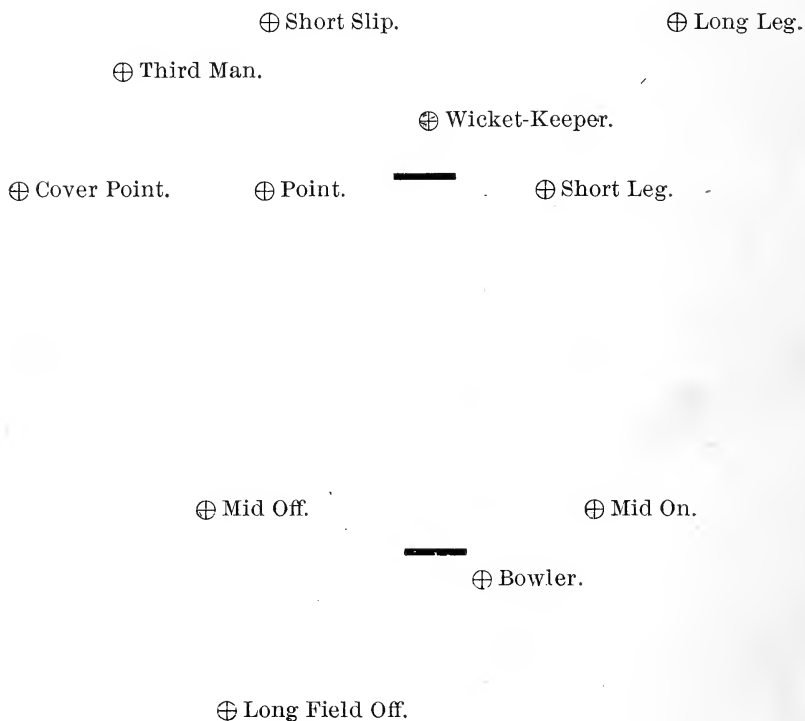 Short Slip. Long Leg.
Third Man.
Wicket-Keeper.
Cover Point. Point. Short Leg.
Mid Off. Mid On.
Bowler.
Long Field Off.